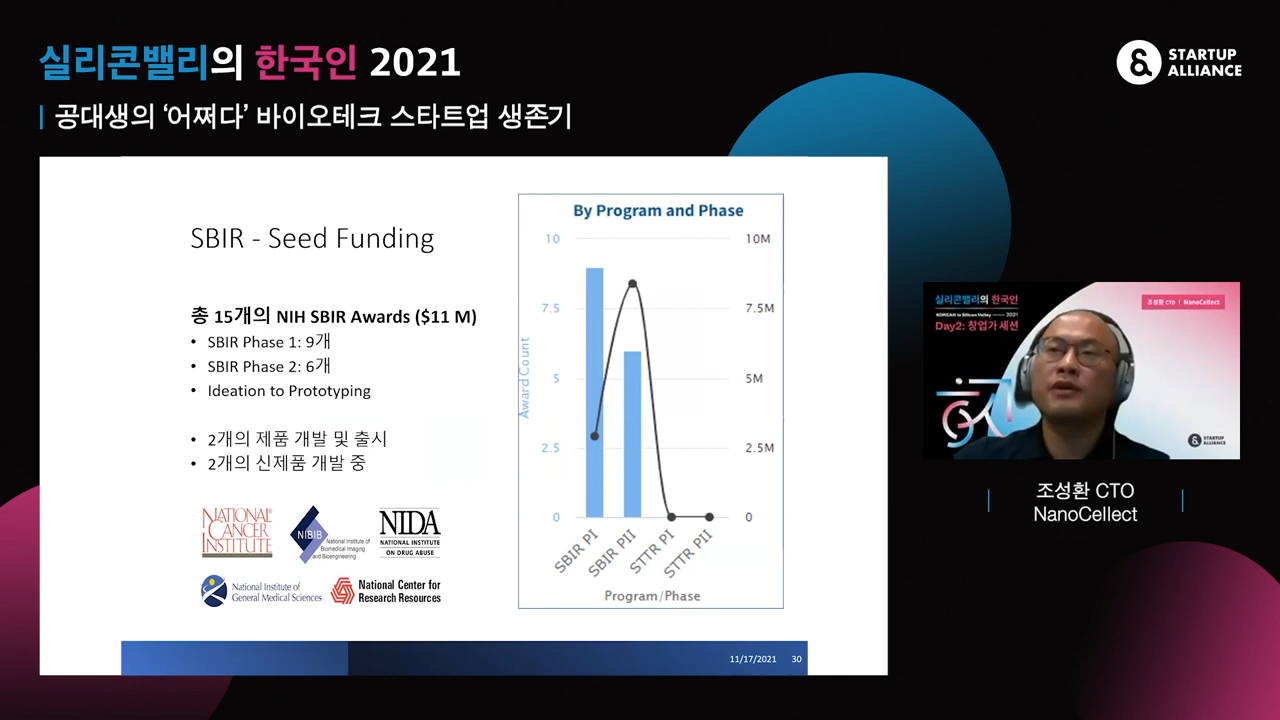 실리콘밸리의 한국인 2021
공대생의 ‘어쩌다‘ 바이오테크 스타트업 생존기
STARTUP
ALLIANCE
SBIR - Seed Funding
총 15개의 NIH SBIR Awards ($11 M)
• SBIR Phase 1: 9개
• SBIR Phase 2: 6개
• Ideation to Prototyping
• 2개의 제품 개발 및 출시
• 2개의 신제품 개발 중
NATIONAL
CANCER
INSTITUTE
NIBIB
National Institute of
Biomedical Imaging
and Bioengineering
NIDA
NATIONAL INSTITUTE
ON DRUG ABUSE
National Institute of
General Medical Sciences
National Center for
Research Resources
By Program and Phase
10 10M
7.5 7.5M
5 5M
2.5 2.5M
0 0
Award Count
SBIR PI
SBIR PII
STTR PI
STTR PII
Program/Phase
11/17/2021 30
실리콘밸리의 한국인
KOREAN in Silicon Valley 2021
Day2: 창업가 세션
조성환 CTO | NanoCellect
STARTUP
ALLIANCE
조성환 CTO
NanoCellect